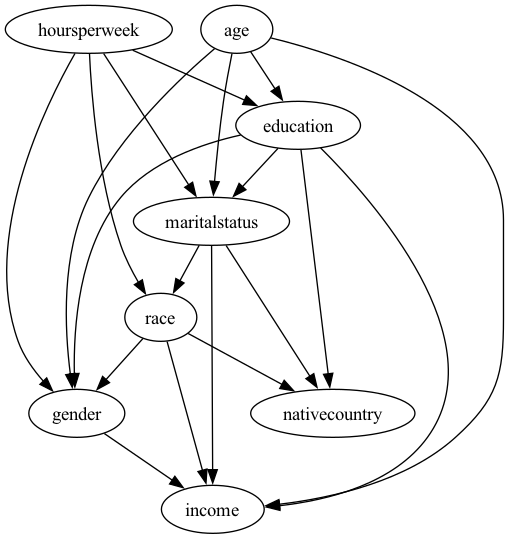 hoursperweek
age
education
maritalstatus
race
gender
nativecountry
income